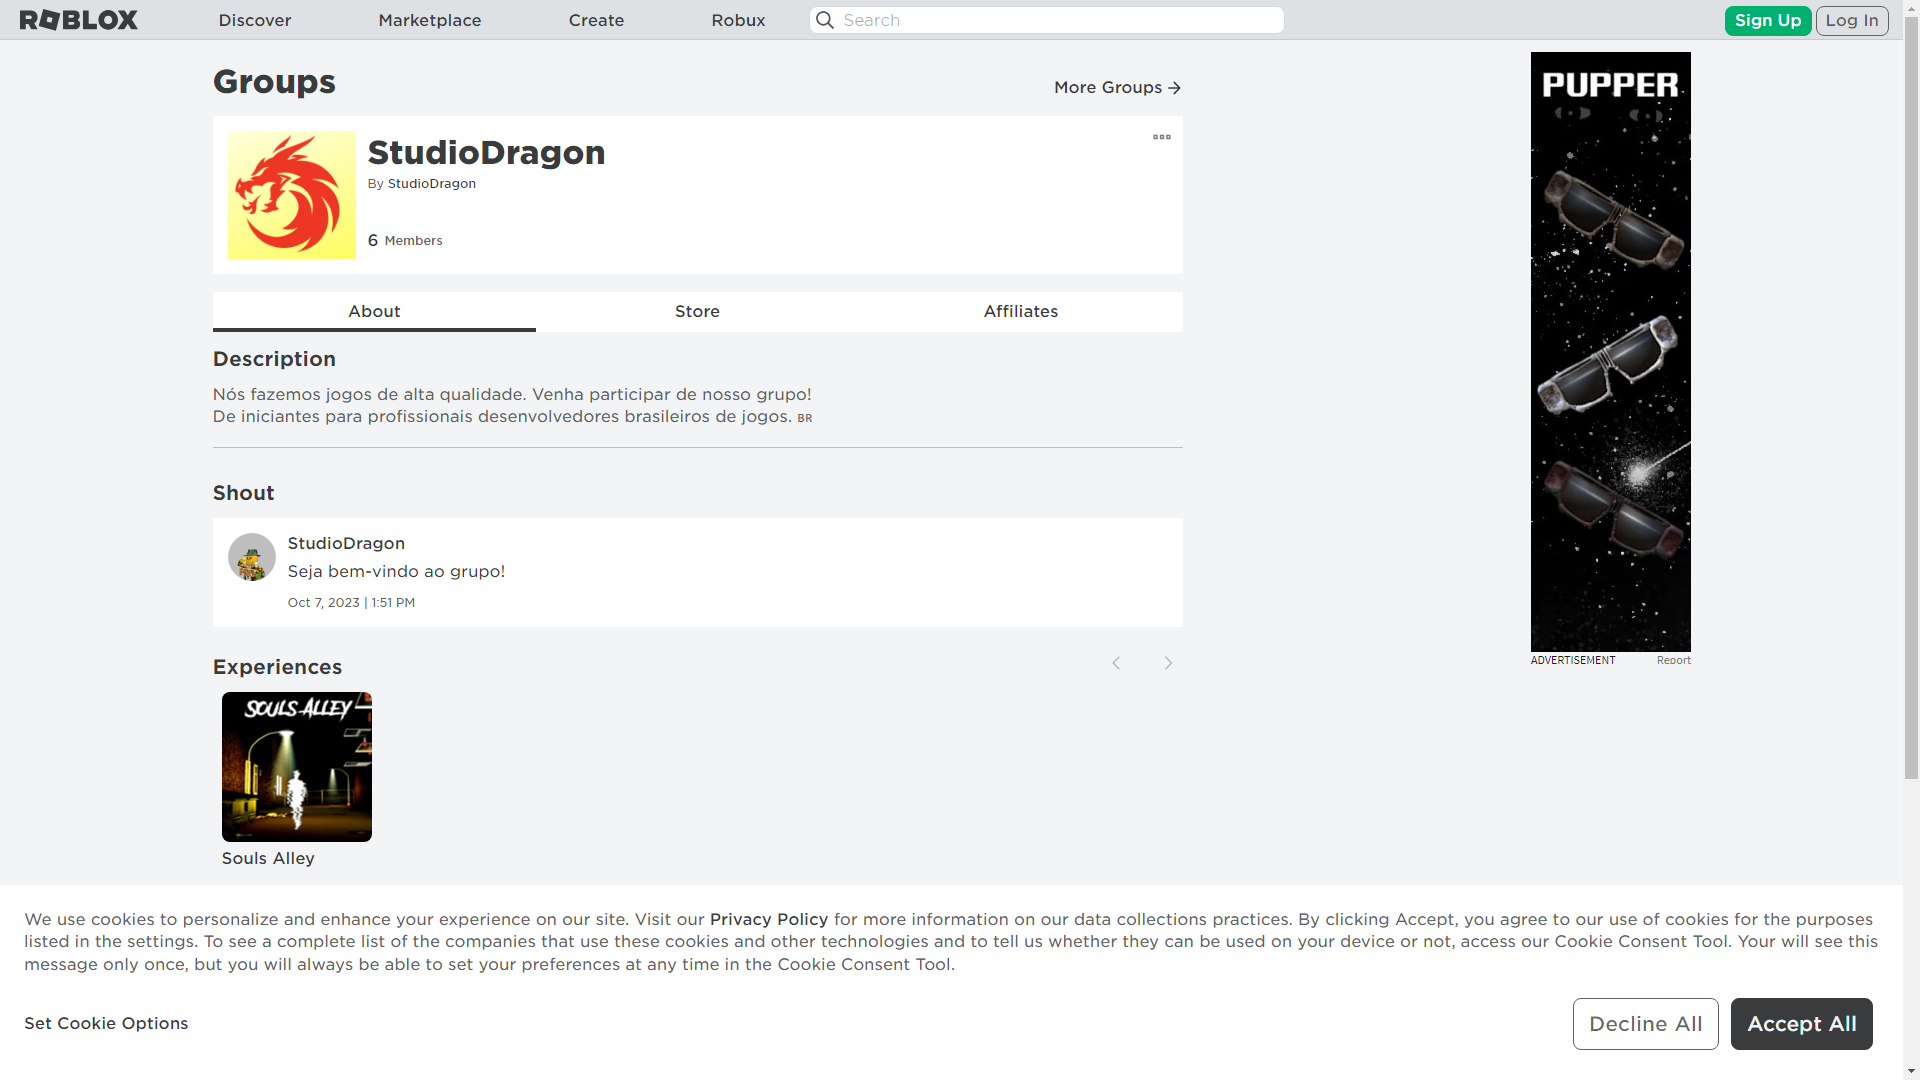 ROBLOX
Discover
Marketplace
Create
Robux
Search
Sign Up
Log In
Groups
More Groups
StudioDragon
By StudioDragon
6 Members
About
Store
Affiliates
Description
Nós fazemos jogos de alta qualidade. Venha participar de nosso grupo!
De iniciantes para profissionais desenvolvedores brasileiros de jogos. BR
Shout
StudioDragon
Seja bem-vindo ao grupo!
Oct 7, 2023 | 1:51 PM
Experiences
SOULS ALLEY
Souls Alley
PUPPER
ADVERTISEMENT
Report
We use cookies to personalize and enhance your experience on our site. Visit our Privacy Policy for more information on our data collections practices. By clicking Accept, you agree to our use of cookies for the purposes
listed in the settings. To see a complete list of the companies that use these cookies and other technologies and to tell us whether they can be used on your device or not, access our Cookie Consent Tool. Your will see this
message only once, but you will always be able to set your preferences at any time in the Cookie Consent Tool.
Set Cookie Options
Decline All
Accept All